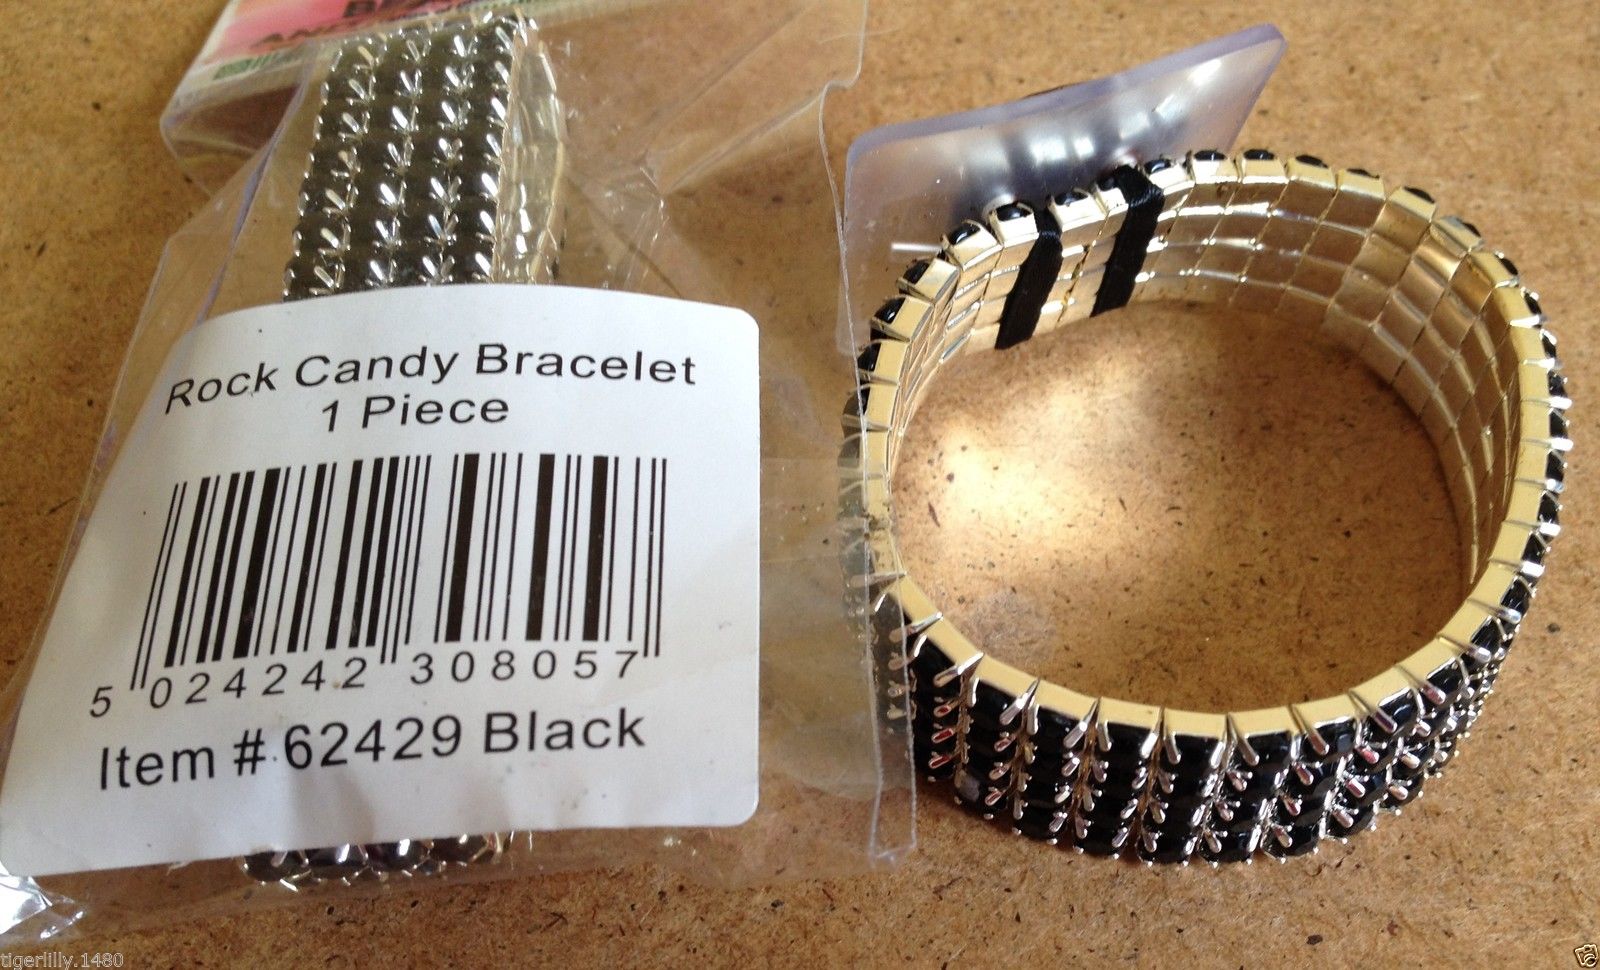 Rock Candy Bracelet
1 Piece
5 024242 308057
Item # 62429 Black
tigerlilly.1480